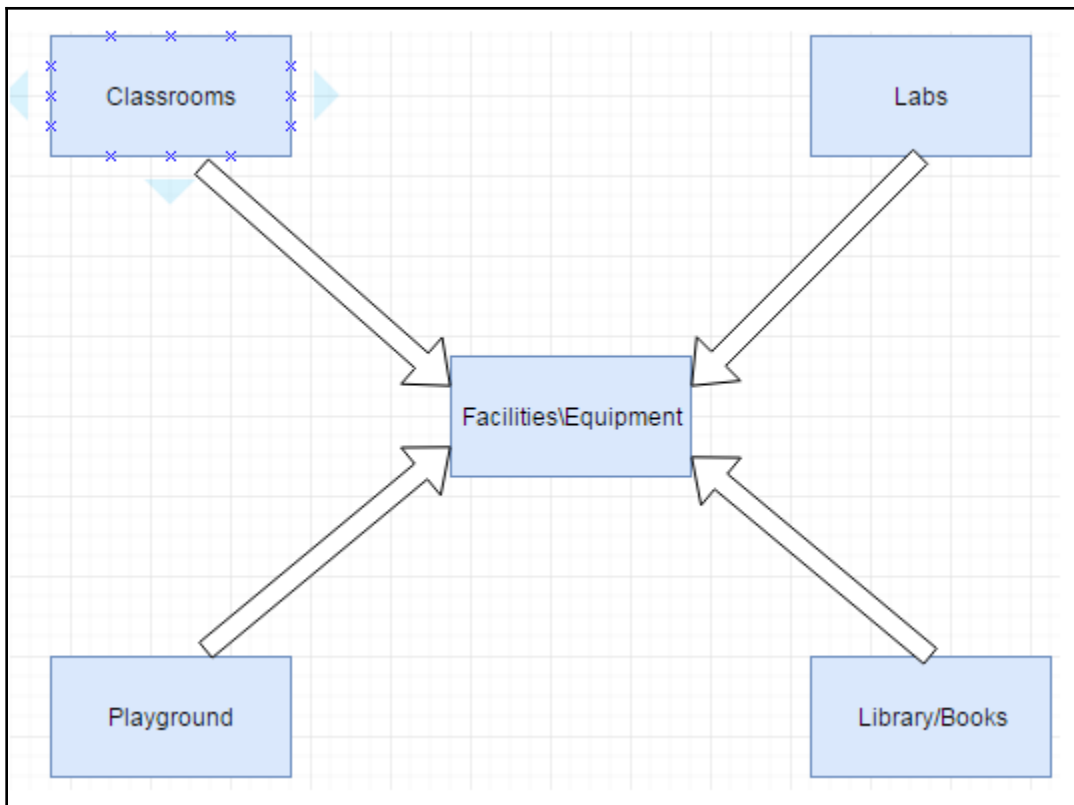 Classrooms
Labs
Facilities\Equipment
Playground
Library/Books